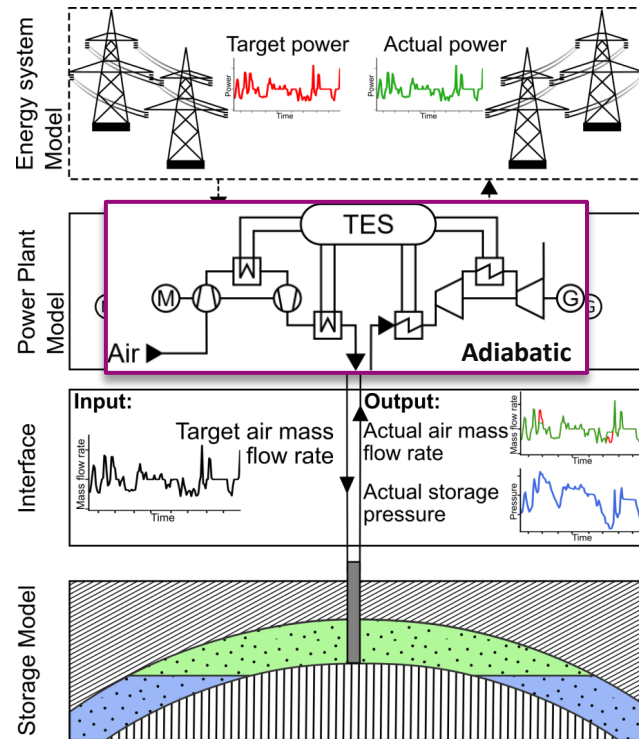 Energy system
Model
Target power
Actual power
Power
Time
Power
Time
Power Plant
Model
TES
M
G
G
Air
Adiabatic
Interface
Input:
Target air mass
flow rate
Mass flow rate
Time
Output:
Actual air mass
flow rate
Mass flow rate
Time
Actual storage
pressure
Pressure
Time
Storage Model